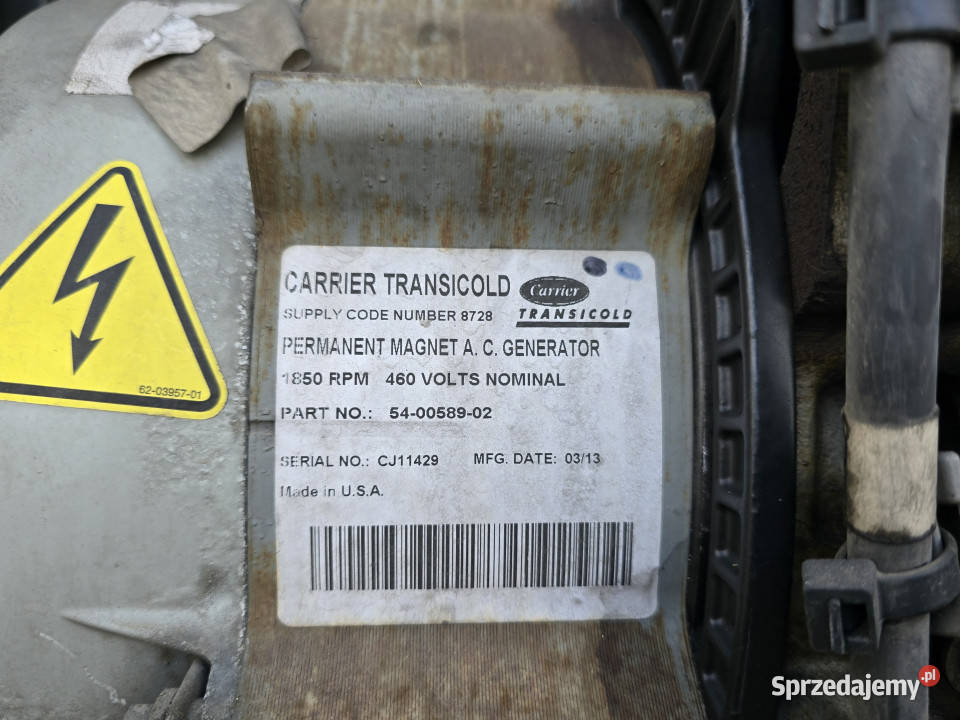 CARRIER TRANSICOLD Carrier
SUPPLY CODE NUMBER 8728 TRANSICOLD
PERMANENT MAGNET A. C. GENERATOR
1850 RPM 460 VOLTS NOMINAL
PART NO.: 54-00589-02
SERIAL NO.: CJ11429 MFG. DATE: 03/13
Made in U.S.A.
62-03957-01
Sprzedajemy.pl